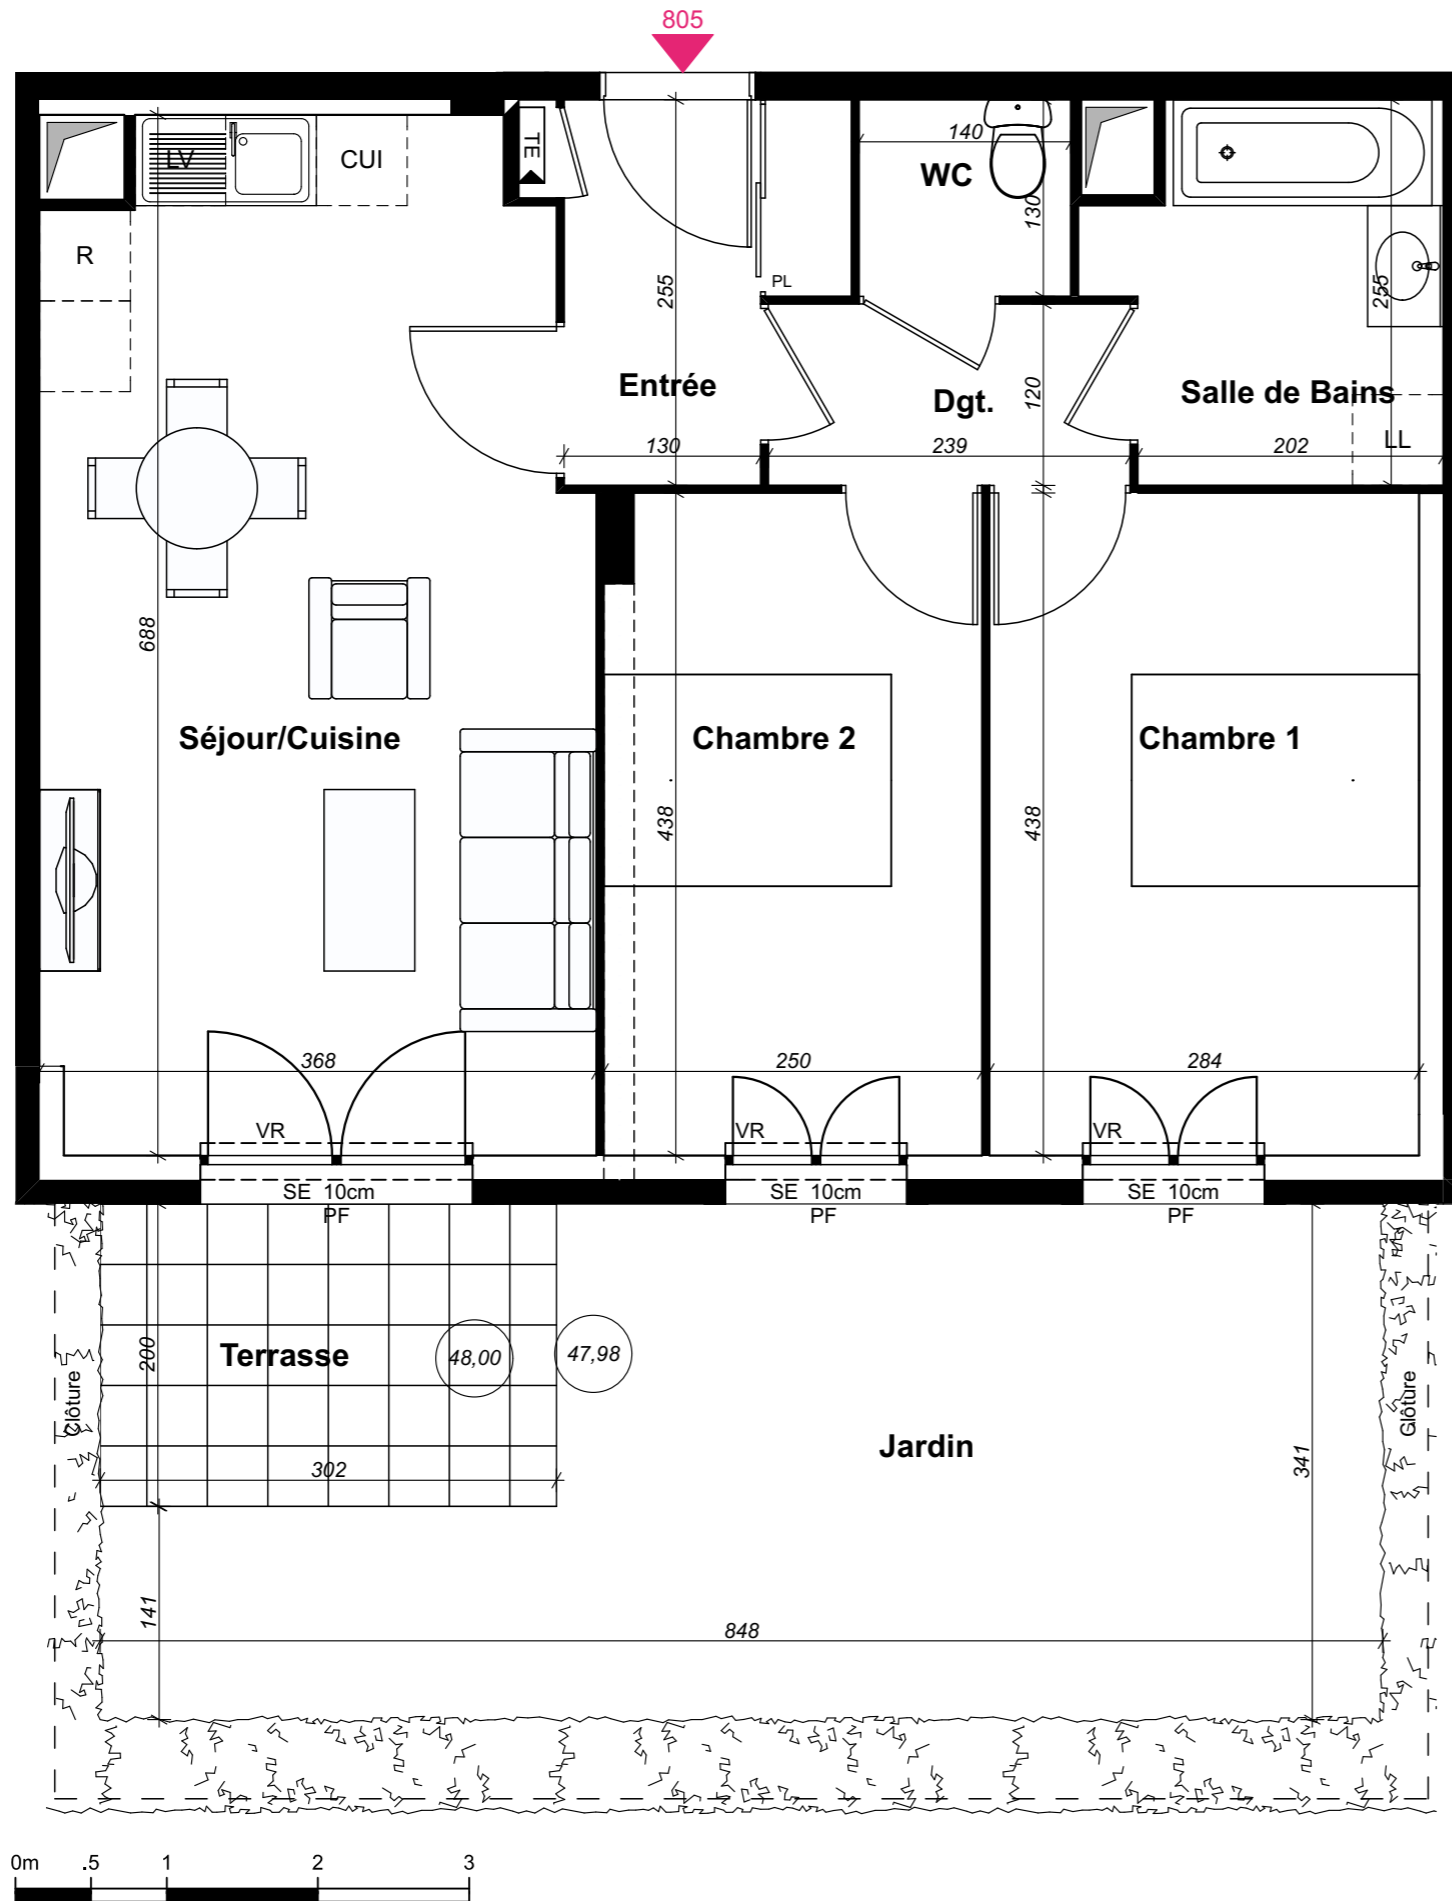 805
LV
CUI
TE
140
WC
130
R
255
PL
255
Entrée
Dgt.
120
Salle de Bains
LL
130
239
202
688
Séjour/Cuisine
Chambre 2
Chambre 1
438
438
368
250
284
VR
VR
VR
SE 10cm
SE 10cm
SE 10cm
PF
PF
PF
200
Terrasse
48,00
47,98
Clôture
Clôture
Jardin
341
302
141
848
0m .5 1 2 3